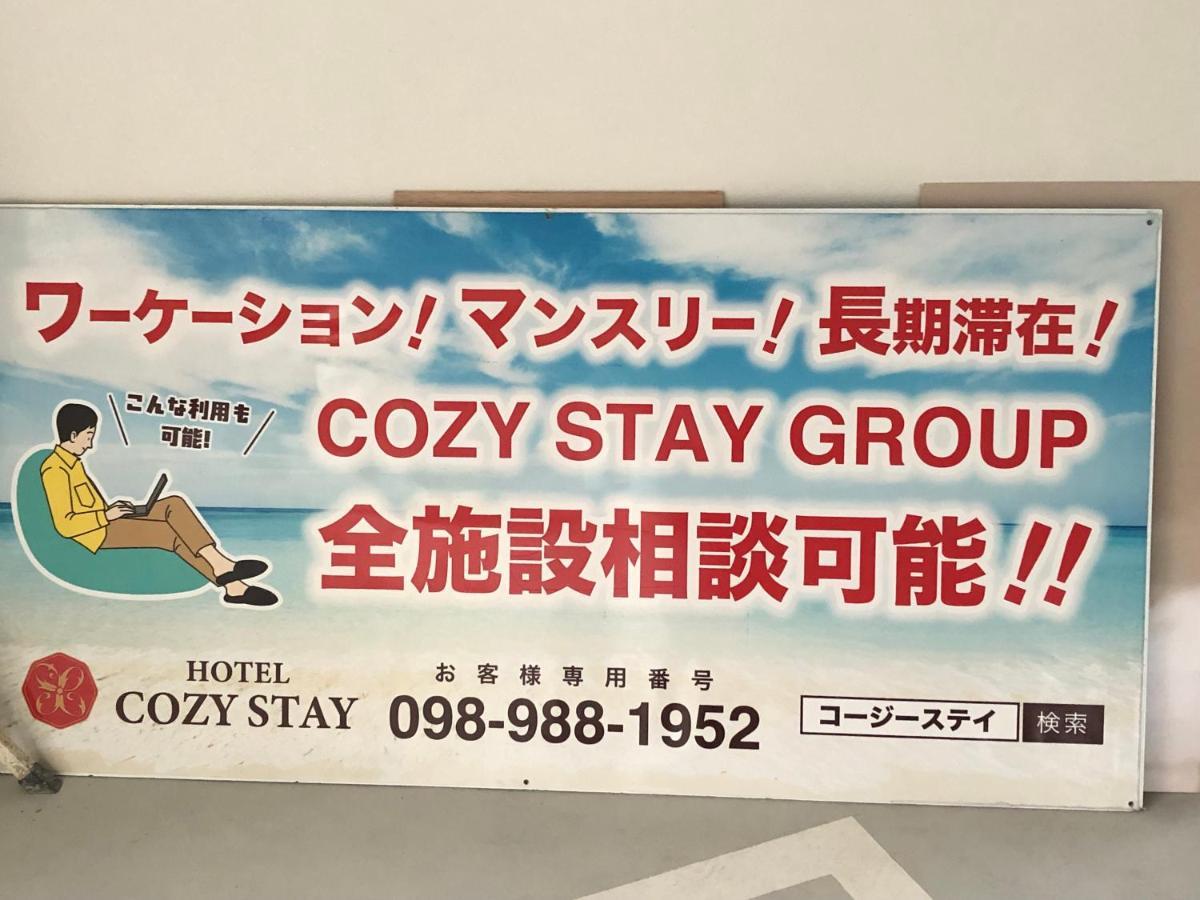 ワーケーション! マンスリー! 長期滞在!
こんな利用も
可能!
COZY STAY GROUP
全施設相談可能!!
HOTEL
COZY STAY
お客様専用番号
098-988-1952
コージーステイ 検索